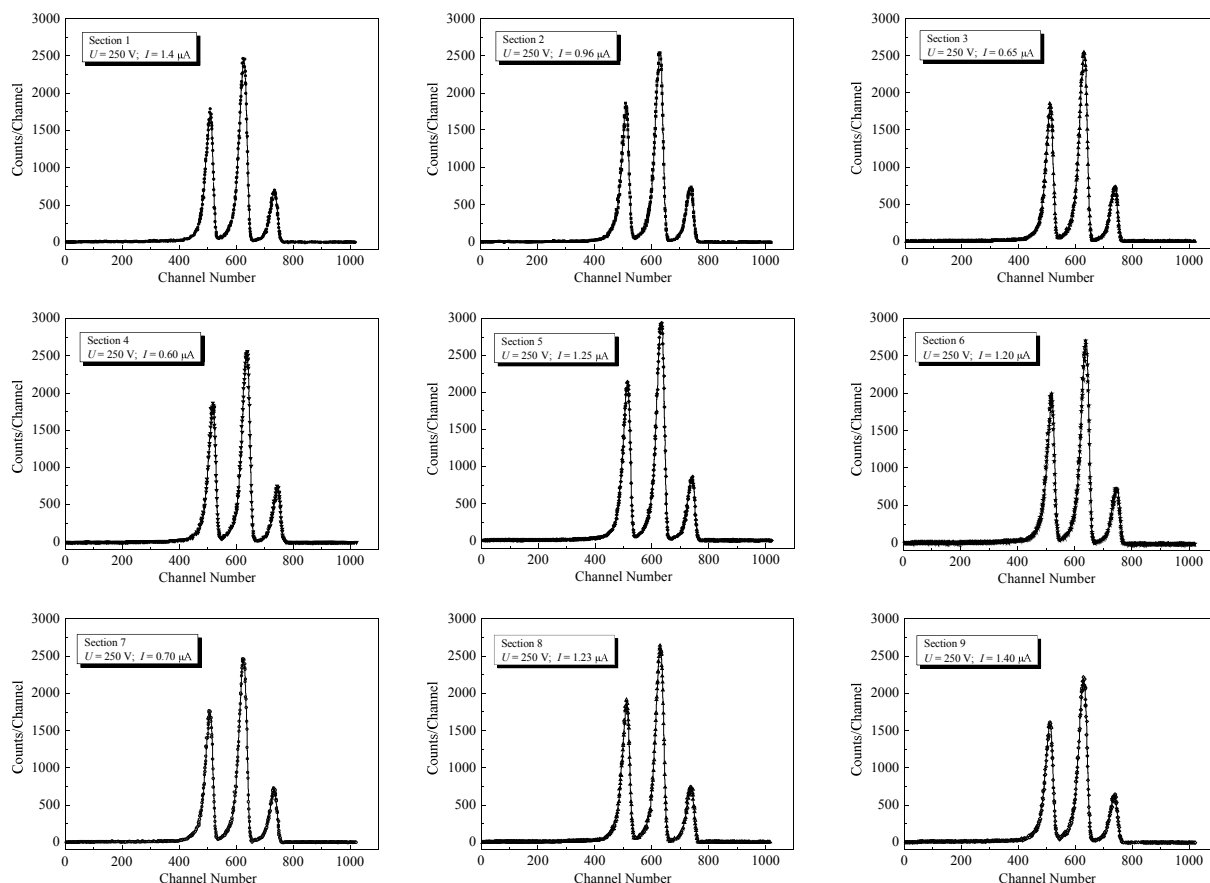 3000
2500
2000
1500
1000
500
0
Counts/Channel
Section 1
U = 250 V; I = 1.4 μA
0 200 400 600 800 1000
Channel Number
3000
2500
2000
1500
1000
500
0
Counts/Channel
Section 2
U = 250 V; I = 0.96 μA
0 200 400 600 800 1000
Channel Number
3000
2500
2000
1500
1000
500
0
Counts/Channel
Section 3
U = 250 V; I = 0.65 μA
0 200 400 600 800 1000
Channel Number
3000
2500
2000
1500
1000
500
0
Counts/Channel
Section 4
U = 250 V; I = 0.60 μA
0 200 400 600 800 1000
Channel Number
3000
2500
2000
1500
1000
500
0
Counts/Channel
Section 5
U = 250 V; I = 1.25 μA
0 200 400 600 800 1000
Channel Number
3000
2500
2000
1500
1000
500
0
Counts/Channel
Section 6
U = 250 V; I = 1.20 μA
0 200 400 600 800 1000
Channel Number
3000
2500
2000
1500
1000
500
0
Counts/Channel
Section 7
U = 250 V; I = 0.70 μA
0 200 400 600 800 1000
Channel Number
3000
2500
2000
1500
1000
500
0
Counts/Channel
Section 8
U = 250 V; I = 1.23 μA
0 200 400 600 800 1000
Channel Number
3000
2500
2000
1500
1000
500
0
Counts/Channel
Section 9
U = 250 V; I = 1.40 μA
0 200 400 600 800 1000
Channel Number